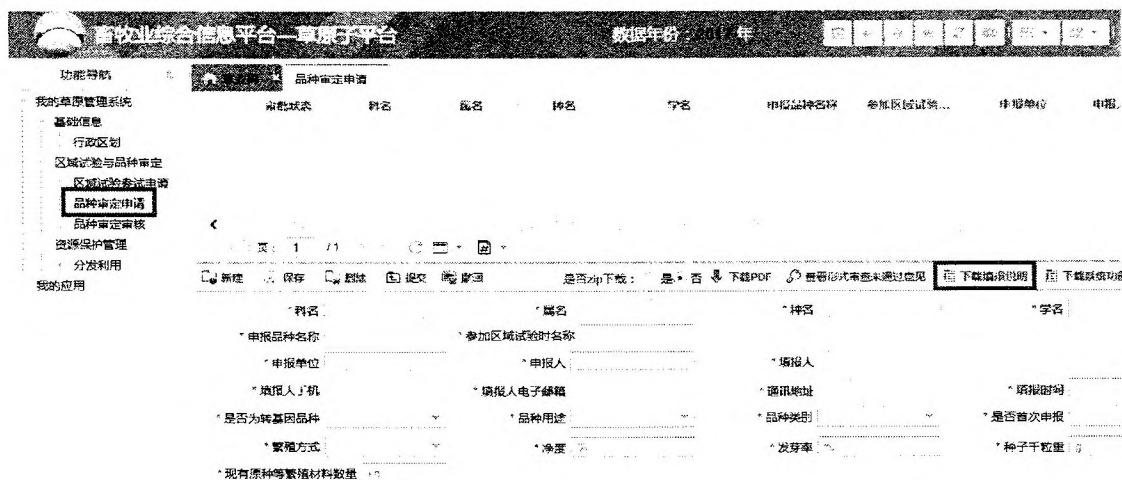 畜牧业综合信息平台—草原子平台 数据年份：2017 年
功能导航 品种审定申请
我的草原管理系统 审批状态 科名 属名 种名 学名 申报品种名称 参加区域试验... 申报单位 申报
基础信息
行政区划
区域试验与品种审定
区域试验参试申请
品种审定申请
品种审定审核
资源保护管理 页： 1 /1
分发利用
我的应用
新建 保存 删除 提交 撤回 是否zip下载： 是 否 下载PDF 查看形式审查未通过意见 下载填报说明 下载系统功能
*科名 *属名 *种名 *学名
*申报品种名称 *参加区域试验时名称
*申报单位 *申报人 *填报人
*填报人手机 *填报人电子邮箱 *通讯地址 *填报时间
*是否为转基因品种 *品种用途 *品种类别 *是否首次申报
*繁殖方式 *净度 % *发芽率 % *种子千粒重 g
*现有原种等繁殖材料数量